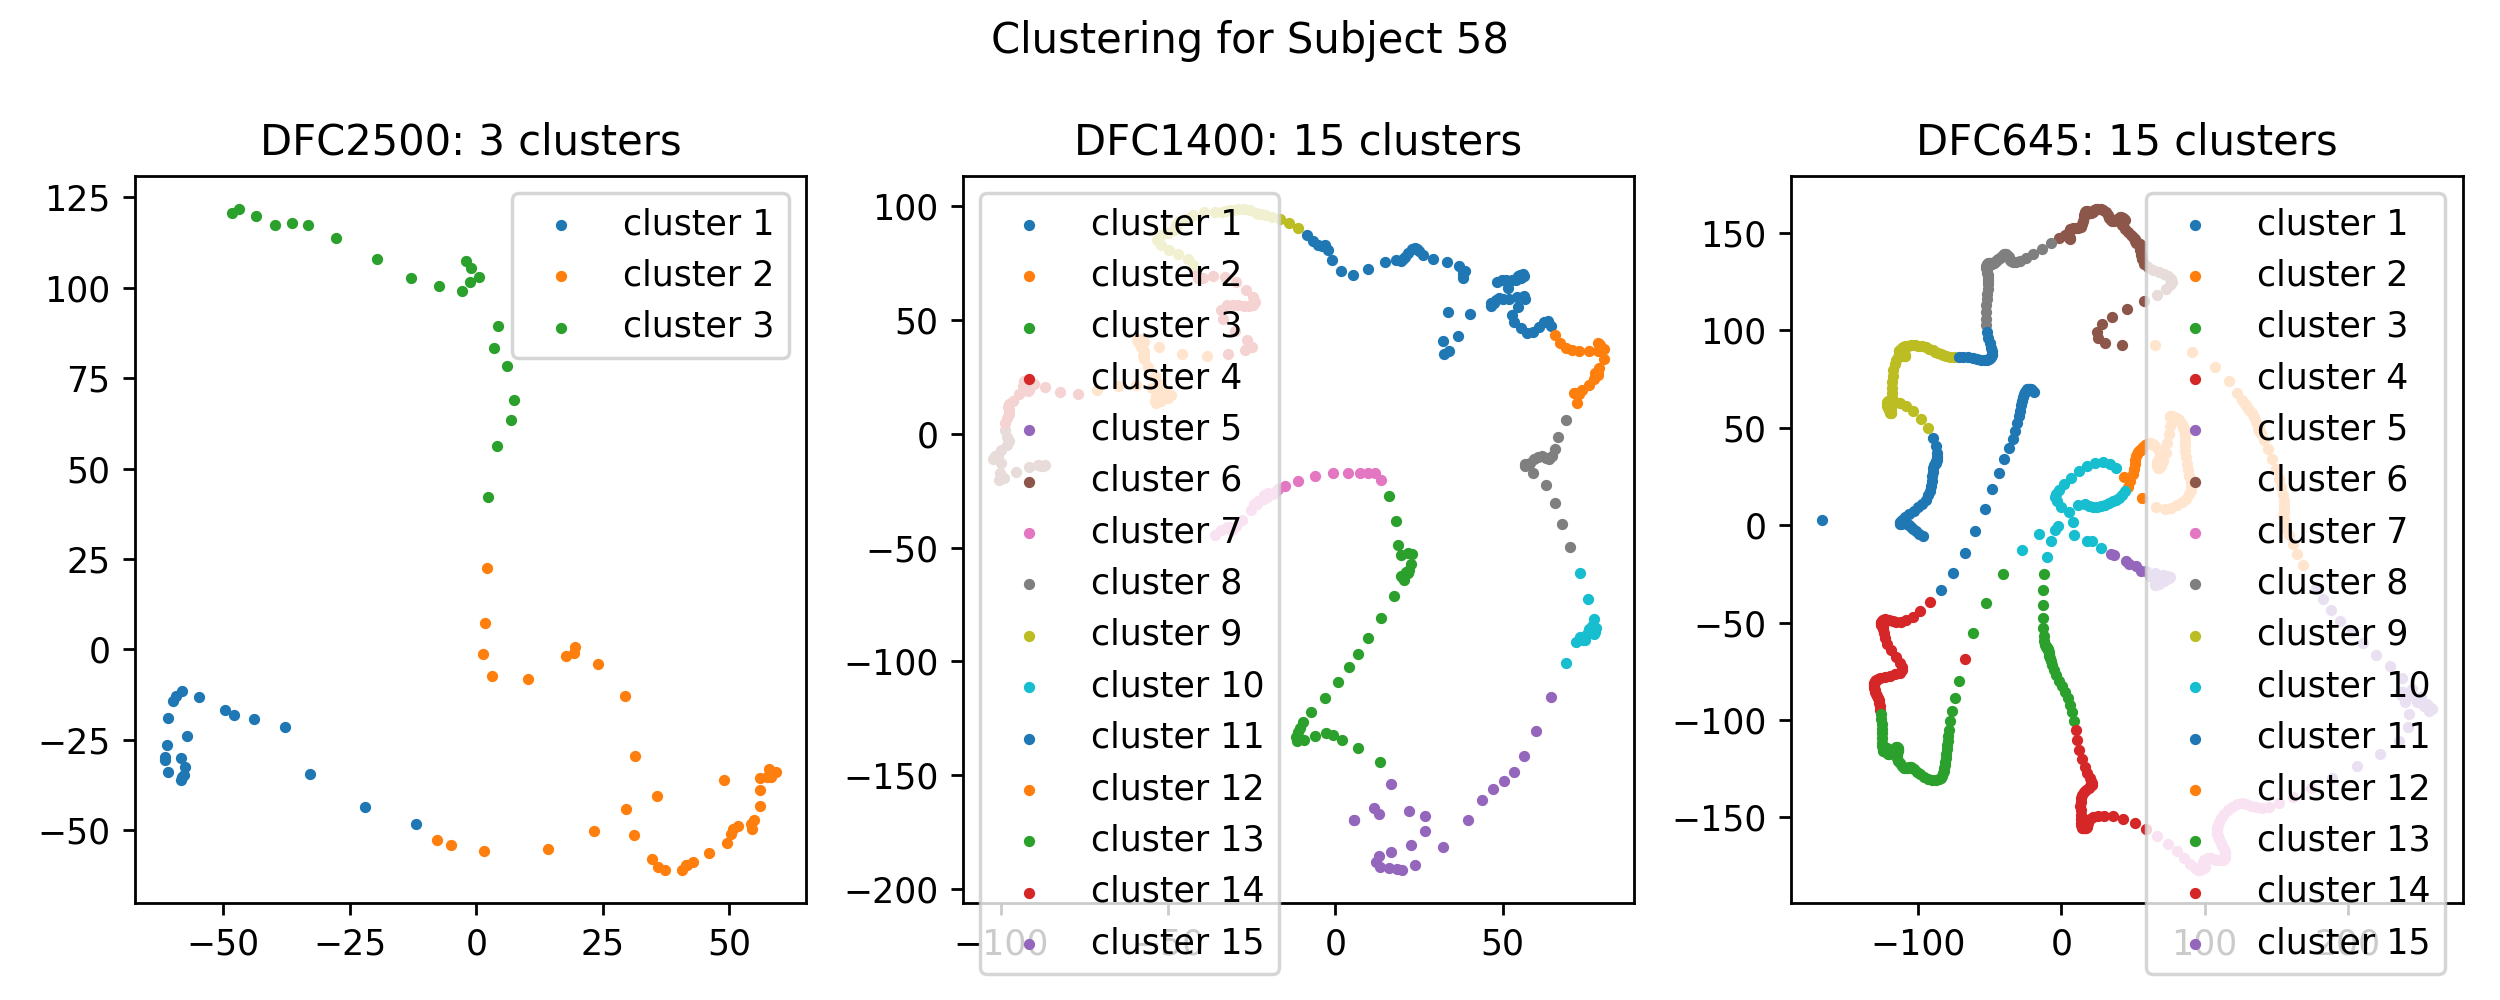 Clustering for Subject 58
DFC2500: 3 clusters
125
100
75
50
25
0
−25
−50
−50
−25
0
25
50
cluster 1
cluster 2
cluster 3
DFC1400: 15 clusters
100
50
0
−50
−100
−150
−200
−100
−50
0
50
cluster 1
cluster 2
cluster 3
cluster 4
cluster 5
cluster 6
cluster 7
cluster 8
cluster 9
cluster 10
cluster 11
cluster 12
cluster 13
cluster 14
cluster 15
DFC645: 15 clusters
150
100
50
0
−50
−100
−150
−100
0
100
200
cluster 1
cluster 2
cluster 3
cluster 4
cluster 5
cluster 6
cluster 7
cluster 8
cluster 9
cluster 10
cluster 11
cluster 12
cluster 13
cluster 14
cluster 15